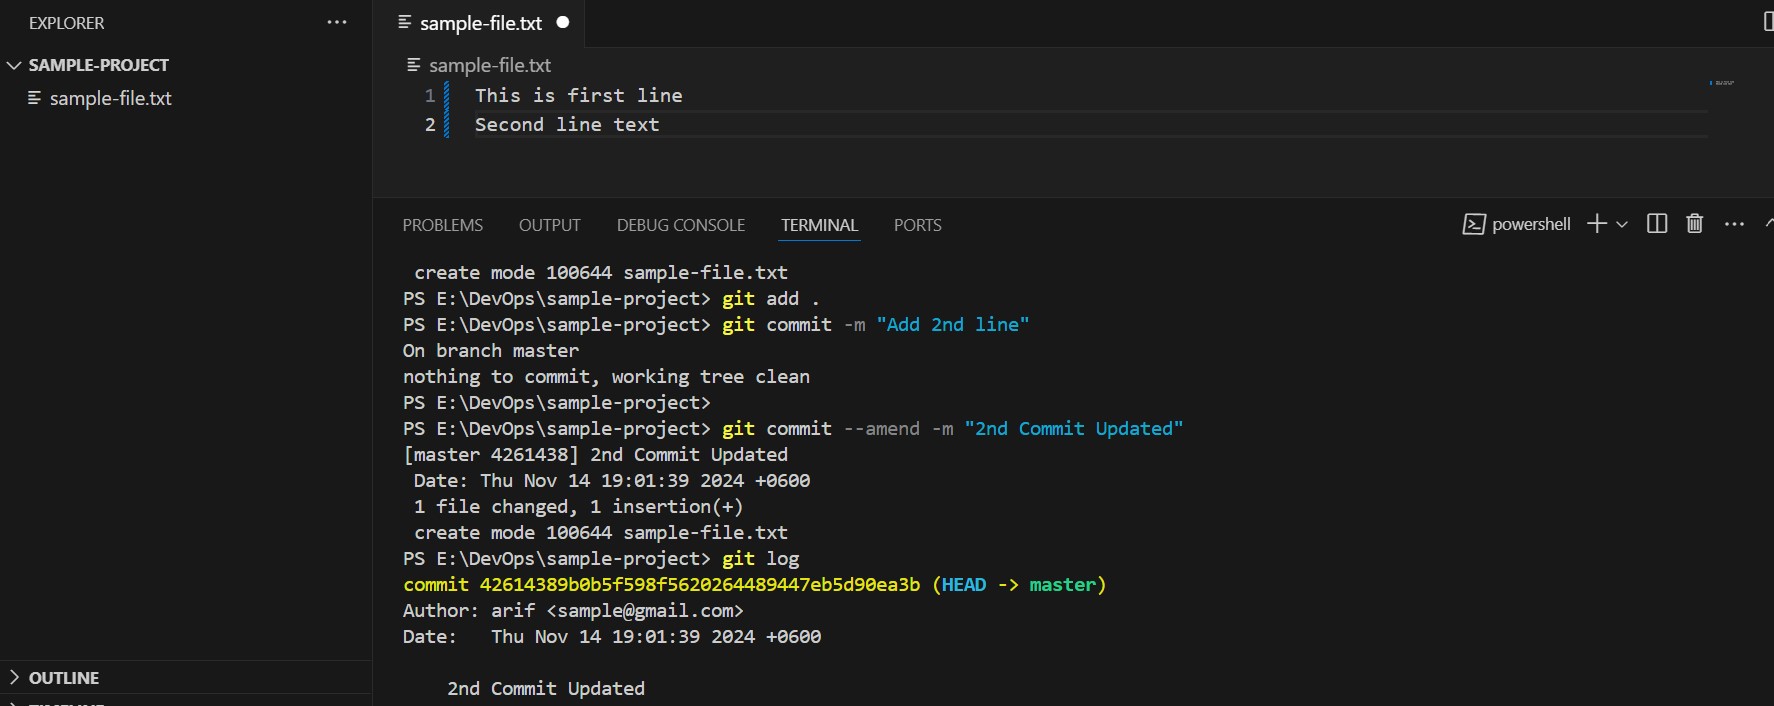 EXPLORER
SAMPLE-PROJECT
sample-file.txt
OUTLINE
sample-file.txt
sample-file.txt
1 This is first line
2 Second line text
PROBLEMS OUTPUT DEBUG CONSOLE TERMINAL PORTS
powershell
create mode 100644 sample-file.txt
PS E:\DevOps\sample-project> git add .
PS E:\DevOps\sample-project> git commit -m "Add 2nd line"
On branch master
nothing to commit, working tree clean
PS E:\DevOps\sample-project>
PS E:\DevOps\sample-project> git commit --amend -m "2nd Commit Updated"
[master 4261438] 2nd Commit Updated
Date: Thu Nov 14 19:01:39 2024 +0600
1 file changed, 1 insertion(+)
create mode 100644 sample-file.txt
PS E:\DevOps\sample-project> git log
commit 42614389b0b5f598f5620264489447eb5d90ea3b (HEAD -> master)
Author: arif <sample@gmail.com>
Date: Thu Nov 14 19:01:39 2024 +0600
2nd Commit Updated